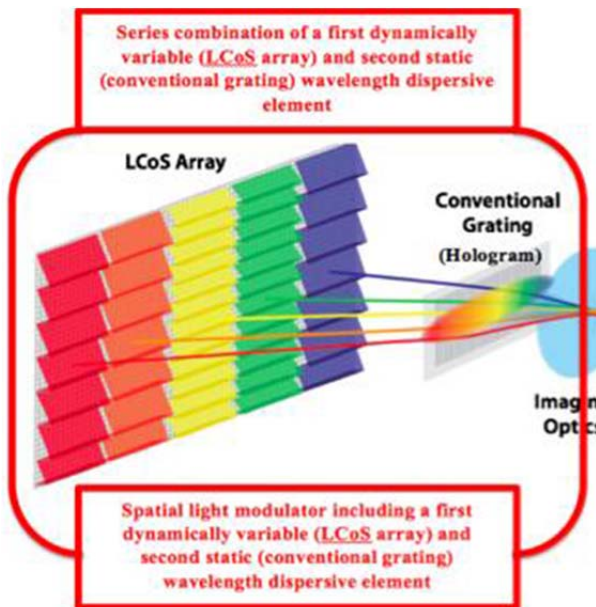 Series combination of a first dynamically
variable (LCoS array) and second static
(conventional grating) wavelength dispersive
element
LCoS Array
Conventional
Grating
(Hologram)
Imagin
Optics
Spatial light modulator including a first
dynamically variable (LCoS array) and
second static (conventional grating)
wavelength dispersive element